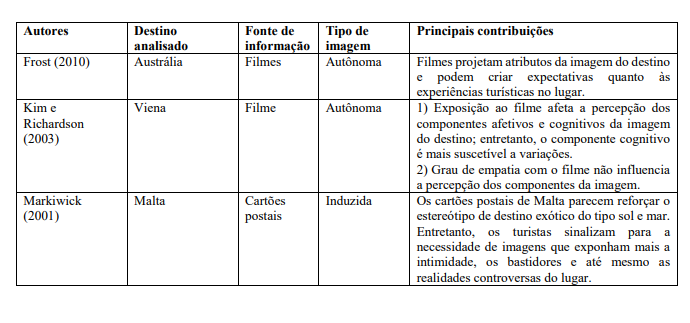 Autores Destino analisado Fonte de informação Tipo de imagem Principais contribuições
Frost (2010) Austrália Filmes Autônoma Filmes projetam atributos da imagem do destino
e podem criar expectativas quanto às
experiências turísticas no lugar.
Kim e Richardson (2003) Viena Filme Autônoma 1) Exposição ao filme afeta a percepção dos
componentes afetivos e cognitivos da imagem
do destino; entretanto, o componente cognitivo
é mais suscetível a variações.
2) Grau de empatia com o filme não influencia
a percepção dos componentes da imagem.
Markiwick (2001) Malta Cartões postais Induzida Os cartões postais de Malta parecem reforçar o
estereótipo de destino exótico do tipo sol e mar.
Entretanto, os turistas sinalizam para a
necessidade de imagens que exponham mais a
intimidade, os bastidores e até mesmo as
realidades controversas do lugar.